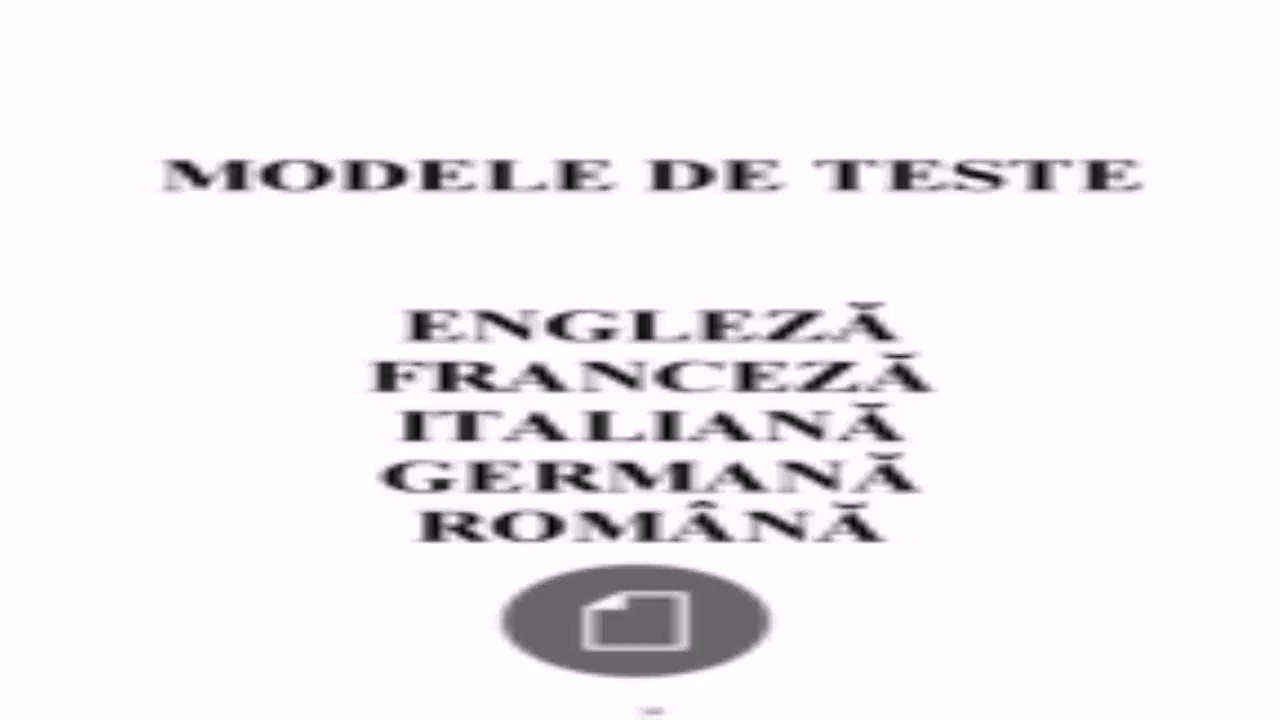 MODELE DE TESTE
ENGLEZĂ
FRANCEZĂ
ITALIANĂ
GERMANĂ
ROMÂNĂ